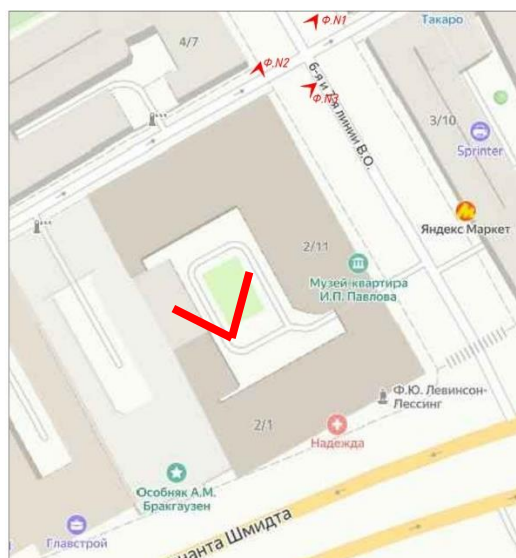 Ф.N1
Такаро
4/7
Ф.N2
6-я и 7-я линии В.О.
Ф.N3
3/10
Sprinter
Яндекс Маркет
2/11
Музей-квартира
И.П. Павлова
Ф.Ю. Левинсон-
Лессинг
2/1
Надежда
Особняк А.М.
Бракгаузен
нанта Шмидта
Главстрой